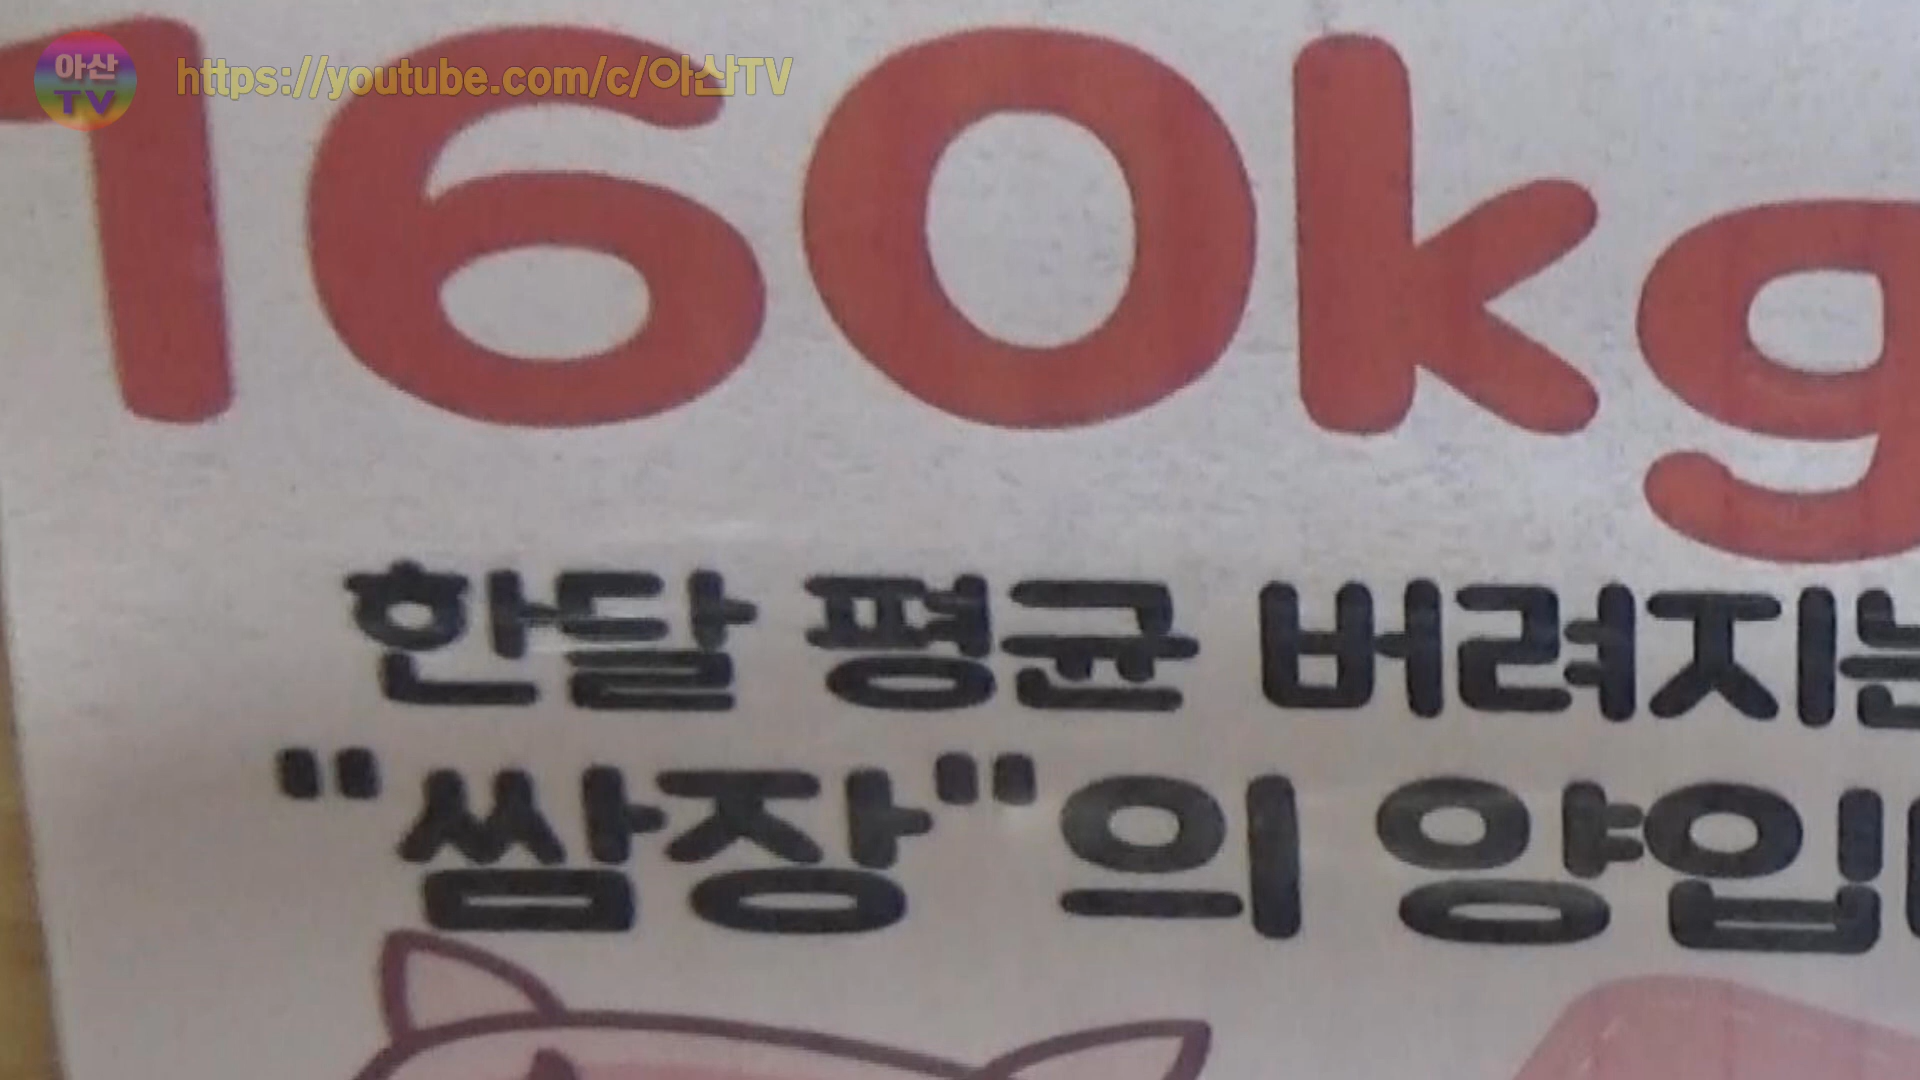 아산
TV
https://youtube.com/c/아산TV
160kg
한달 평균 버려지는
"쌈장"의 양입